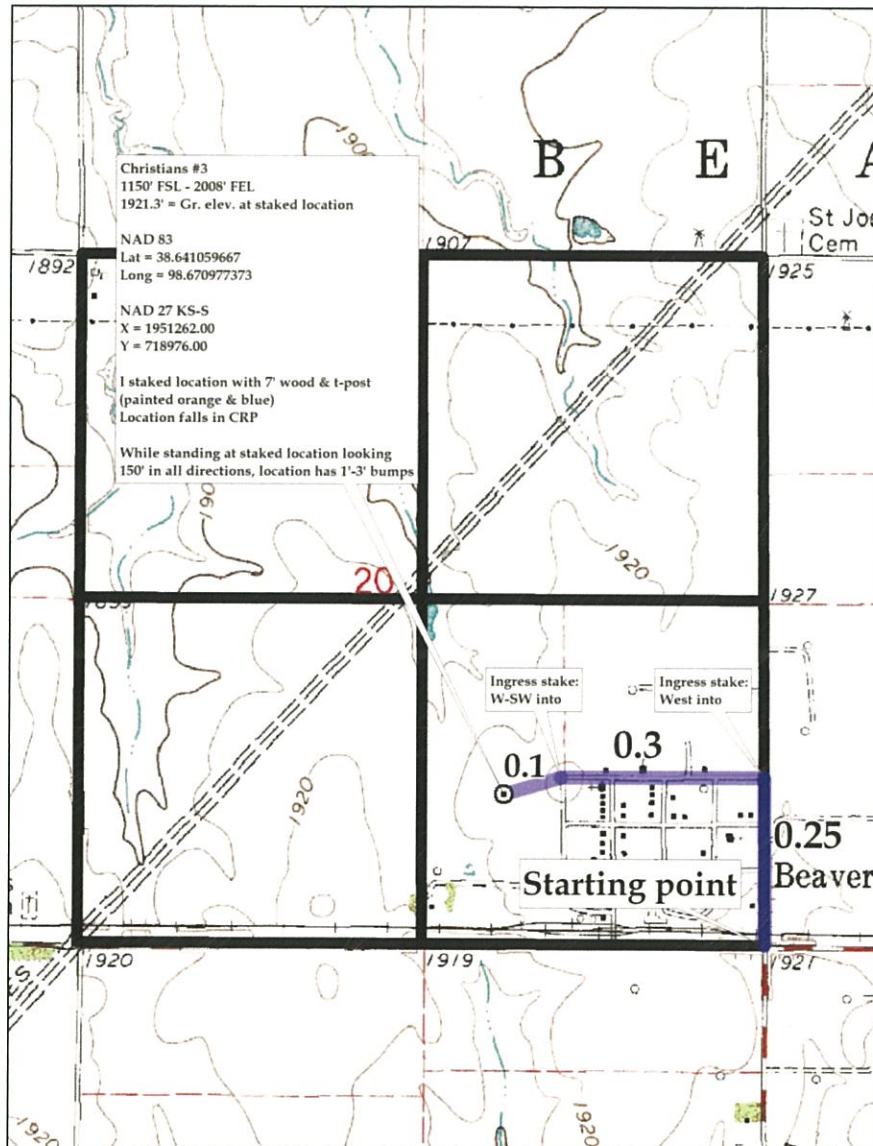 B E A
Christians #3
1150' FSL - 2008' FEL
1921.3' = Gr. elev. at staked location
NAD 83
Lat = 38.641059667
Long = 98.670977373
NAD 27 KS-S
X = 1951262.00
Y = 718976.00
I staked location with 7' wood & t-post
(painted orange & blue)
Location falls in CRP
While standing at staked location looking
150' in all directions, location has 1'-3' bumps
St Jos
Cem
1892
1907
1925
1900
1920
20
1927
Ingress stake:
W-SW into
Ingress stake:
West into
0.1
0.3
0.25
Beaver
Starting point
1920
1920
1919
1921
1920
1920